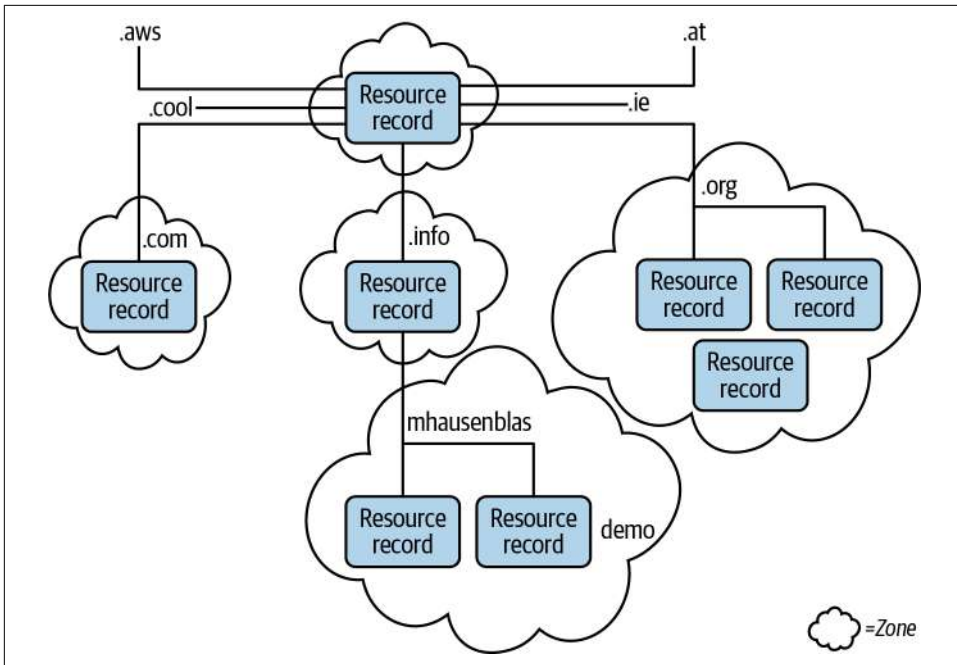 .aws
.at
Resource
record
.cool
.ie
.org
.com
.info
Resource
record
Resource
record
Resource
record
Resource
record
Resource
record
mhausenblas
Resource
record
Resource
record
demo
=Zone